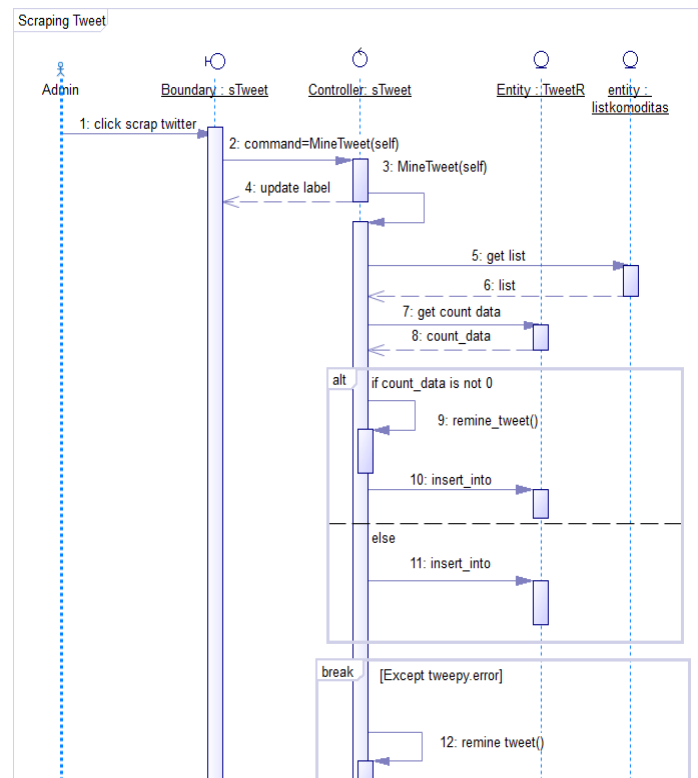 Scraping Tweet
Admin
Boundary : sTweet
Controller: sTweet
Entity : TweetR
entity :
listkomoditas
1: click scrap twitter
2: command=MineTweet(self)
3: MineTweet(self)
4: update label
5: get list
6: list
7: get count data
8: count_data
alt
if count_data is not 0
9: remine_tweet()
10: insert_into
else
11: insert_into
break
[Except tweepy.error]
12: remine tweet()